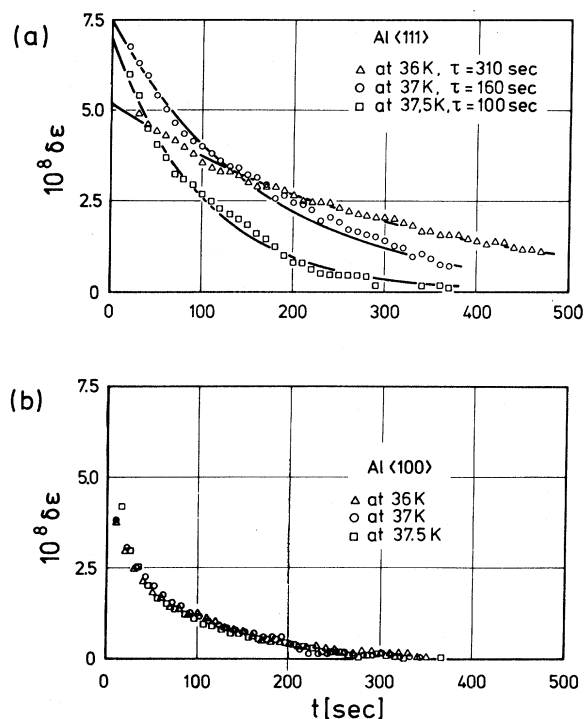 (a)
7.5
5.0
2.5
0
10⁸ δε
Al ⟨111⟩
△ at 36K, τ = 310 sec
○ at 37K, τ = 160 sec
□ at 37,5K, τ = 100 sec
0 100 200 300 400 500
(b)
7.5
5.0
2.5
0
10⁸ δε
Al ⟨100⟩
△ at 36K
○ at 37K
□ at 37.5K
0 100 200 300 400 500
t [sec]